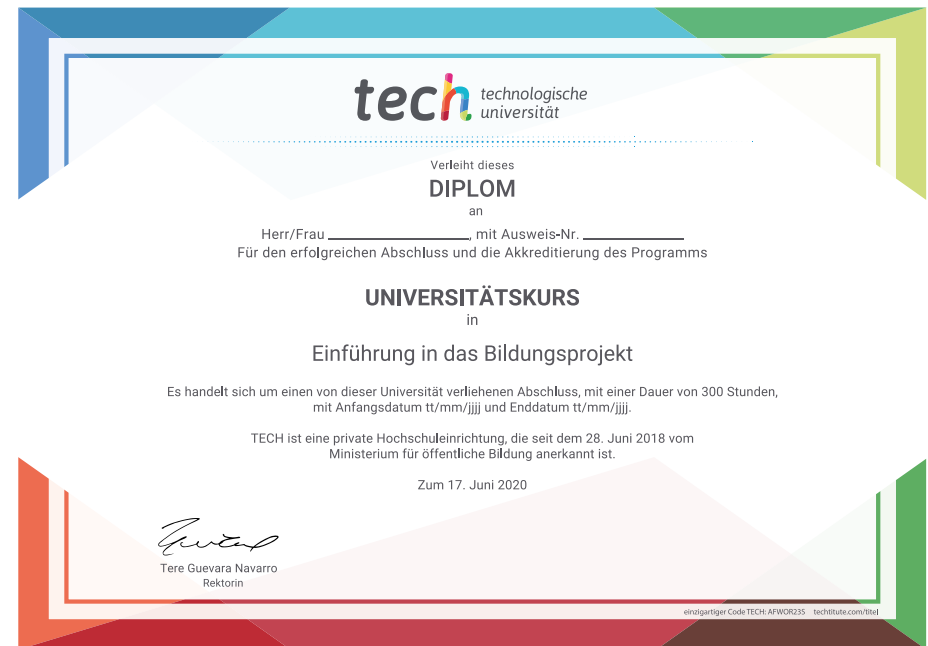 tech technologische
universität
Verleiht dieses
DIPLOM
an
Herr/Frau ____________________, mit Ausweis-Nr. ______________
Für den erfolgreichen Abschluss und die Akkreditierung des Programms
UNIVERSITÄTSKURS
in
Einführung in das Bildungsprojekt
Es handelt sich um einen von dieser Universität verliehenen Abschluss, mit einer Dauer von 300 Stunden,
mit Anfangsdatum tt/mm/jjjj und Enddatum tt/mm/jjjj.
TECH ist eine private Hochschuleinrichtung, die seit dem 28. Juni 2018 vom
Ministerium für öffentliche Bildung anerkannt ist.
Zum 17. Juni 2020
Tere Guevara Navarro
Rektorin
einzigartiger Code TECH: AFWOR23S techtitute.com/titel